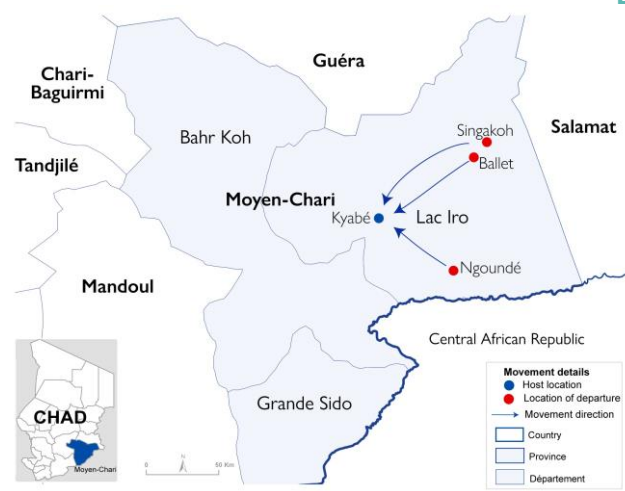 Guéra
Chari-
Baguirmi
Bahr Koh
Singakoh
Salamat
Ballet
Tandjilé
Moyen-Chari
Kyabé
Lac Iro
Ngoundé
Mandoul
Central African Republic
CHAD
Moyen-Chari
Grande Sido
N
0
50 Km
Movement details
Host location
Location of departure
Movement direction
Country
Province
Département